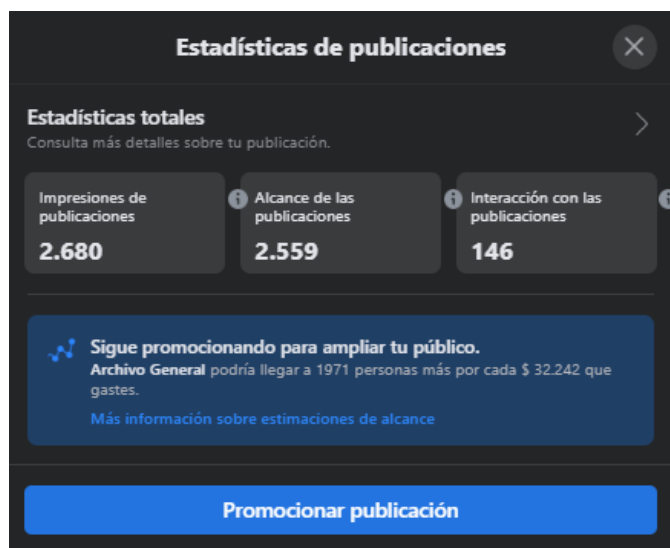 Estadísticas de publicaciones
Estadísticas totales
Consulta más detalles sobre tu publicación.
Impresiones de
publicaciones
2.680
Alcance de las
publicaciones
2.559
Interacción con las
publicaciones
146
Sigue promocionando para ampliar tu público.
Archivo General podría llegar a 1971 personas más por cada $ 32.242 que
gastes.
Más información sobre estimaciones de alcance
Promocionar publicación